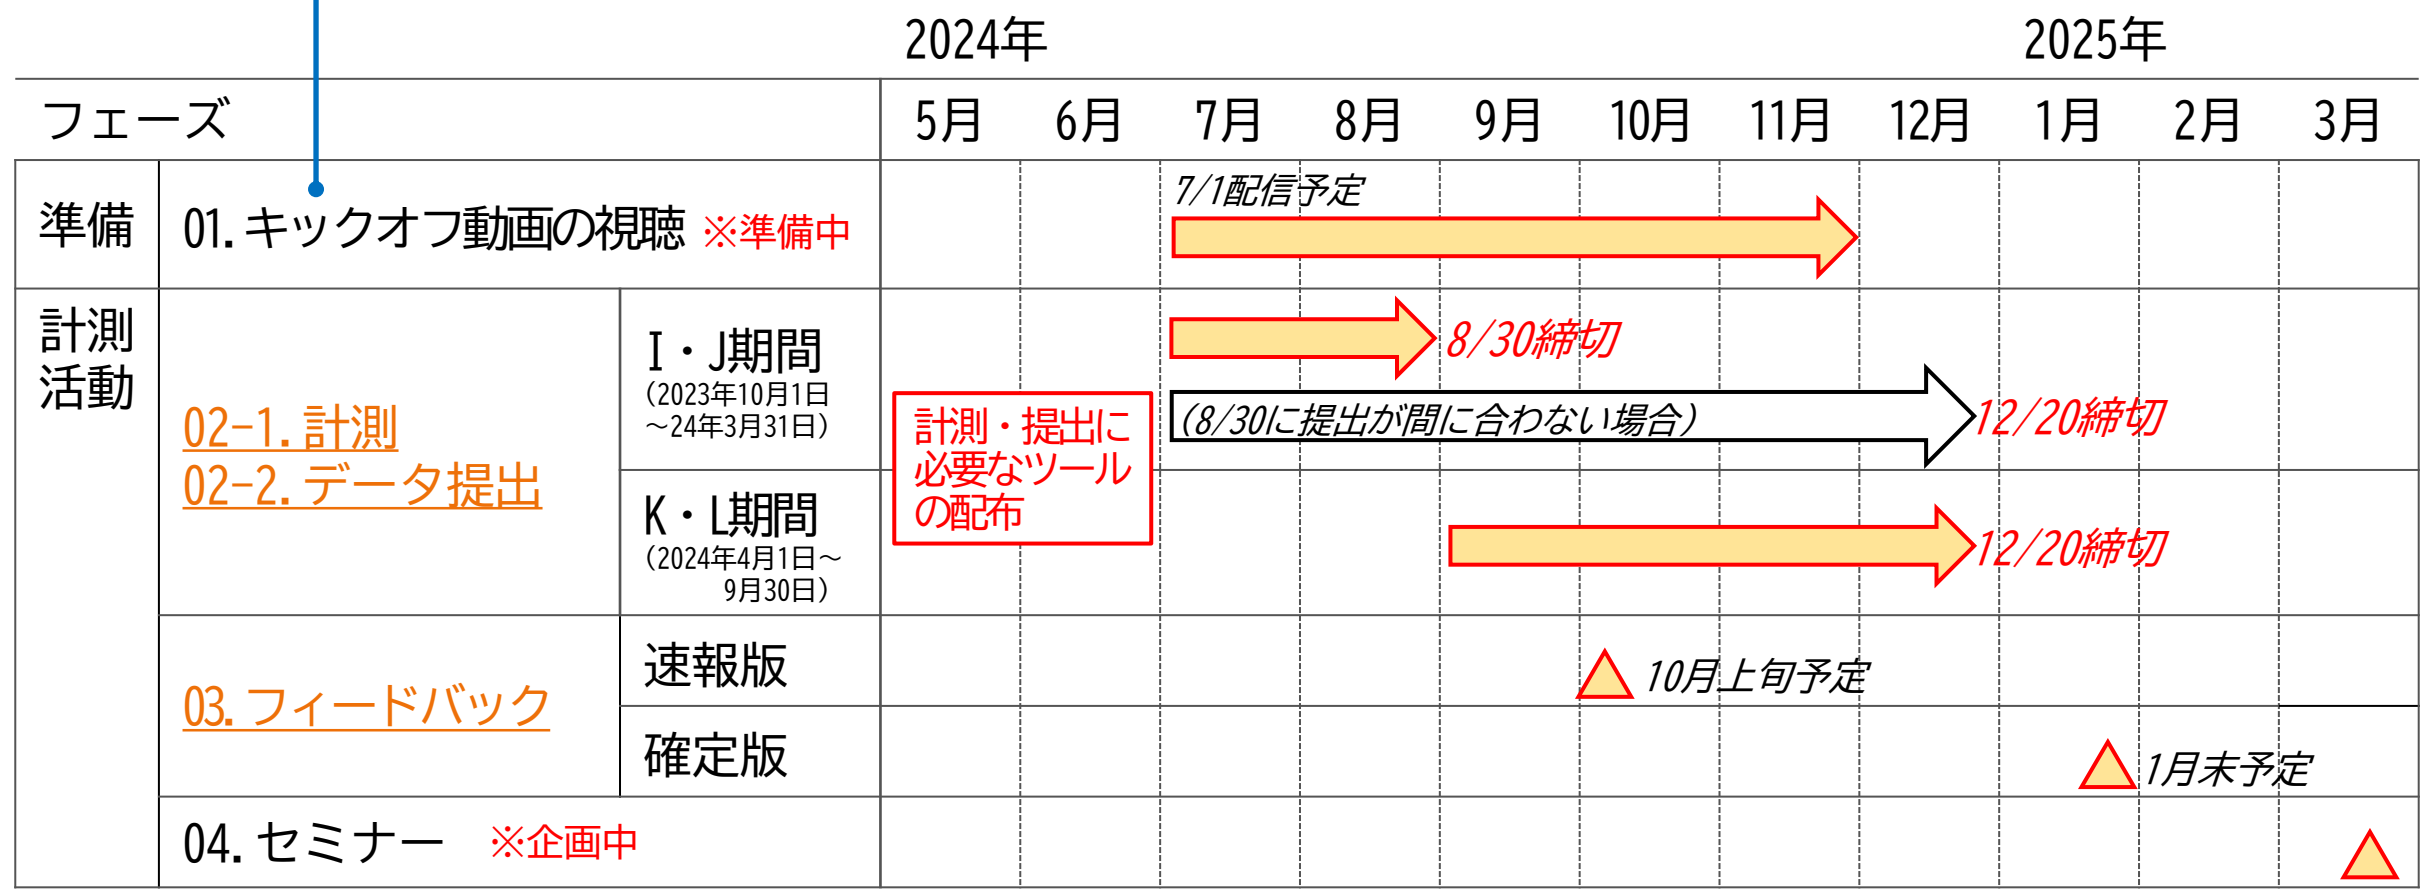 2024年 2025年
フェーズ 5月 6月 7月 8月 9月 10月 11月 12月 1月 2月 3月
準備
01.キックオフ動画の視聴 ※準備中
7/1配信予定
計測
活動
02-1.計測
02-2.データ提出
I・J期間
(2023年10月1日
～24年3月31日)
8/30締切
(8/30に提出が間に合わない場合)
12/20締切
計測・提出に
必要なツール
の配布
K・L期間
(2024年4月1日～
9月30日)
12/20締切
03.フィードバック
速報版
10月上旬予定
確定版
1月末予定
04.セミナー ※企画中